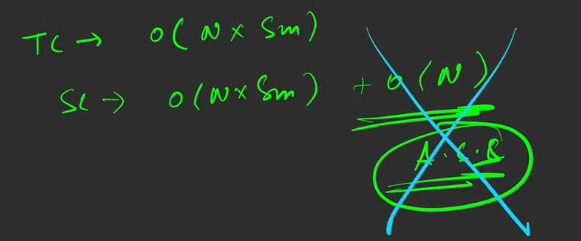 TC → O(N x Sm)
SC → O(N x Sm) + O(N)
A.S.R